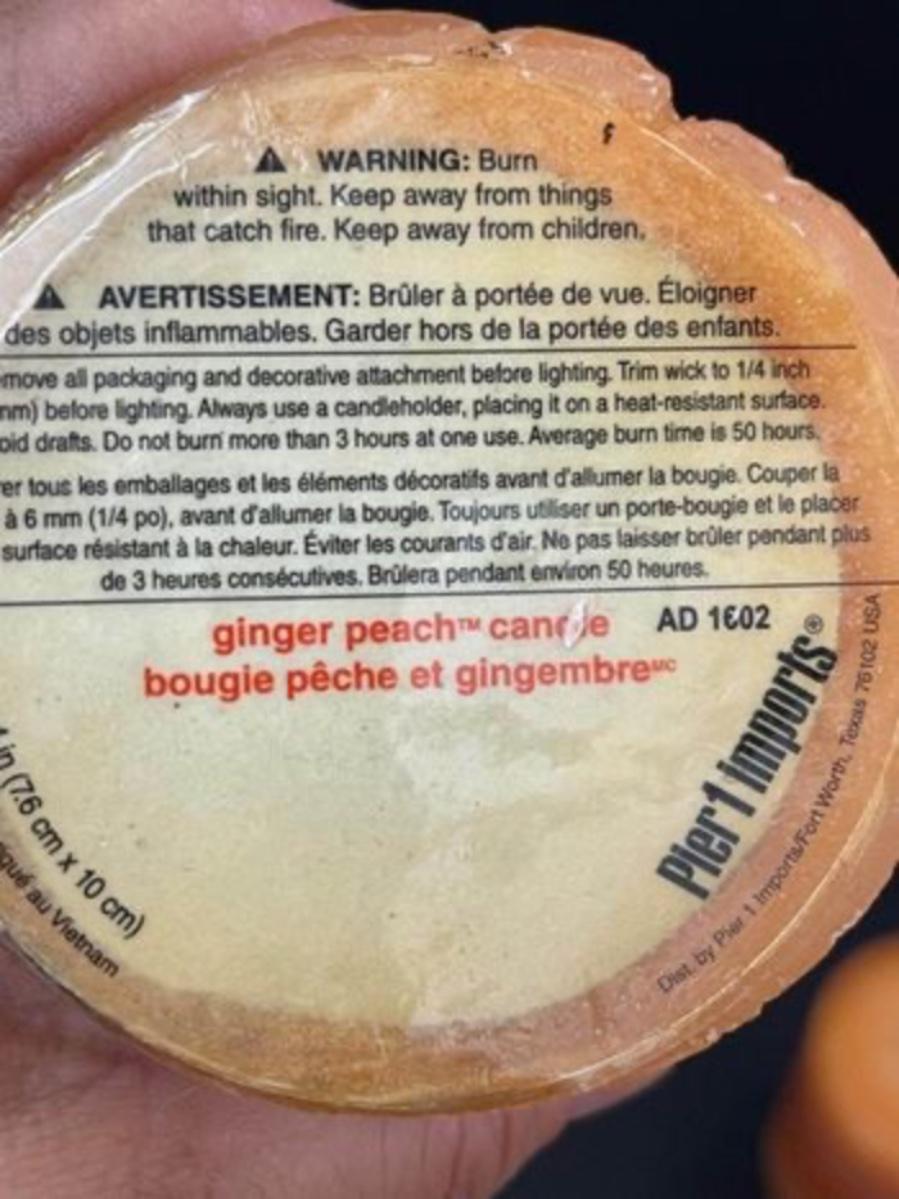 WARNING: Burn
within sight. Keep away from things
that catch fire. Keep away from children.
AVERTISSEMENT: Brûler à portée de vue. Éloigner
des objets inflammables. Garder hors de la portée des enfants.
move all packaging and decorative attachment before lighting. Trim wick to 1/4 inch
mm) before lighting. Always use a candleholder, placing it on a heat-resistant surface.
oid drafts. Do not burn more than 3 hours at one use. Average burn time is 50 hours.
er tous les emballages et les éléments décoratifs avant d'allumer la bougie. Couper la
à 6 mm (1/4 po), avant d'allumer la bougie. Toujours utiliser un porte-bougie et le placer
surface résistant à la chaleur. Éviter les courants d'air. Ne pas laisser brûler pendant plus
de 3 heures consécutives. Brûlera pendant environ 50 heures.
ginger peach™ candle
AD 1602
bougie pêche et gingembreMC
in (7.6 cm x 10 cm)
qué au Vietnam
Pier 1 imports®
Dist. by Pier 1 Imports/Fort Worth, Texas 76102 USA